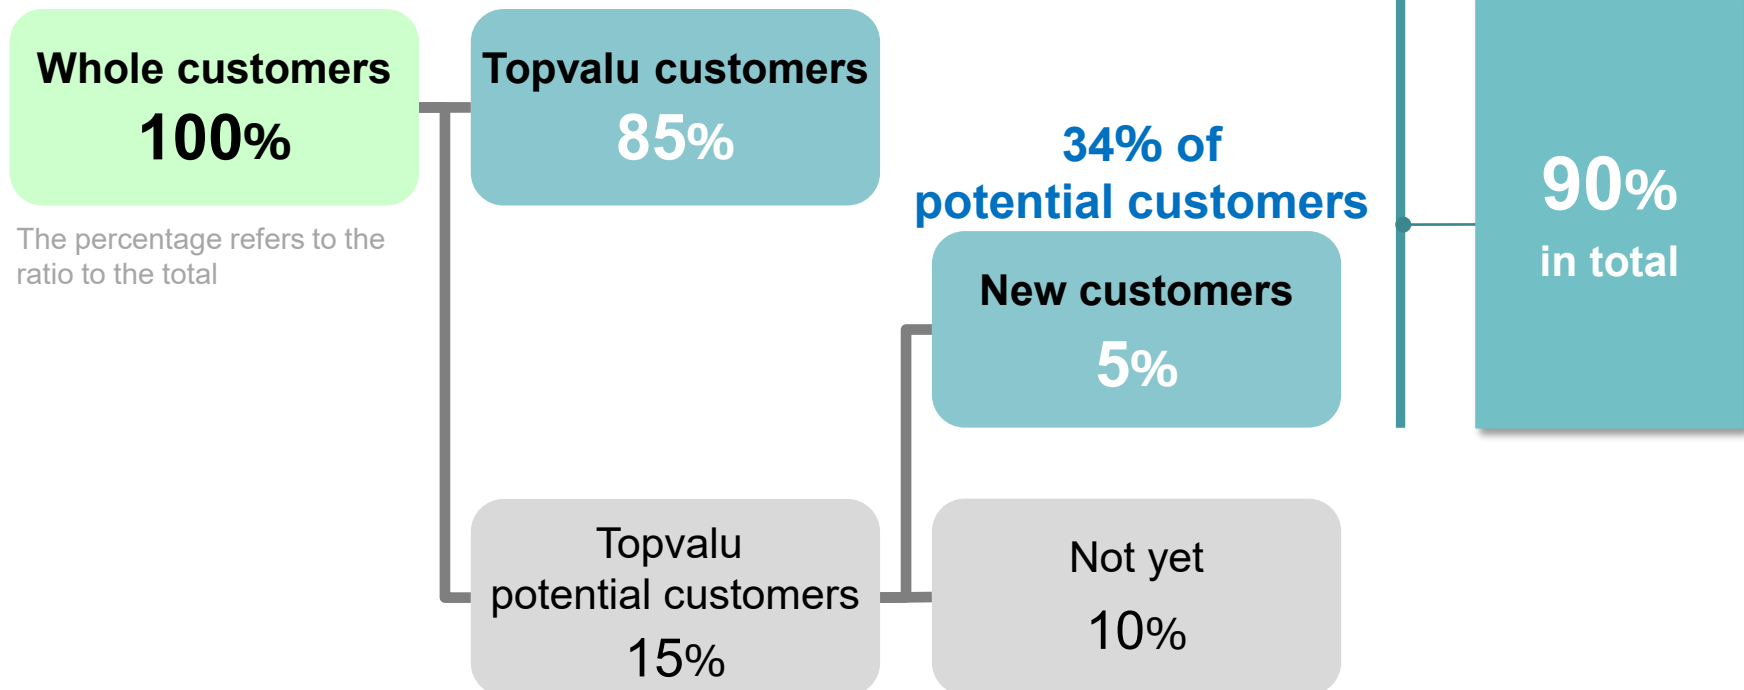 Whole customers
100%
The percentage refers to the
ratio to the total
Topvalu customers
85%
34% of
potential customers
New customers
5%
90%
in total
Topvalu
potential customers
15%
Not yet
10%